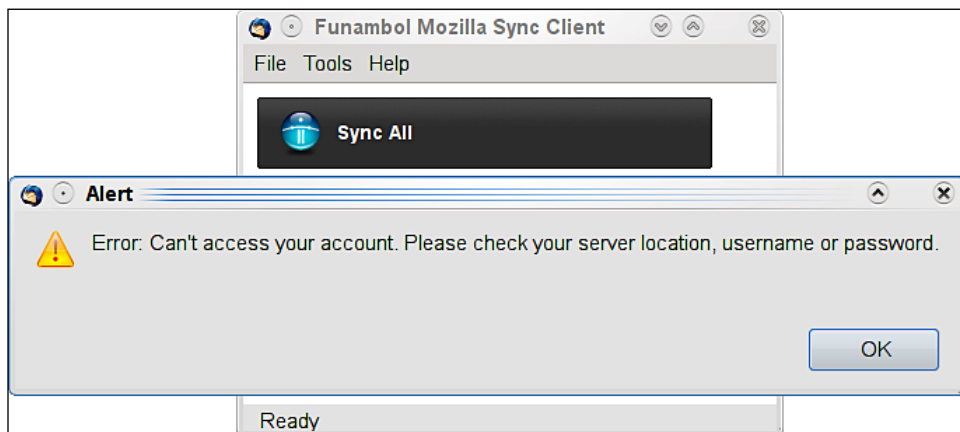 Funambol Mozilla Sync Client
File Tools Help
Sync All
Alert
Error: Can't access your account. Please check your server location, username or password.
OK
Ready